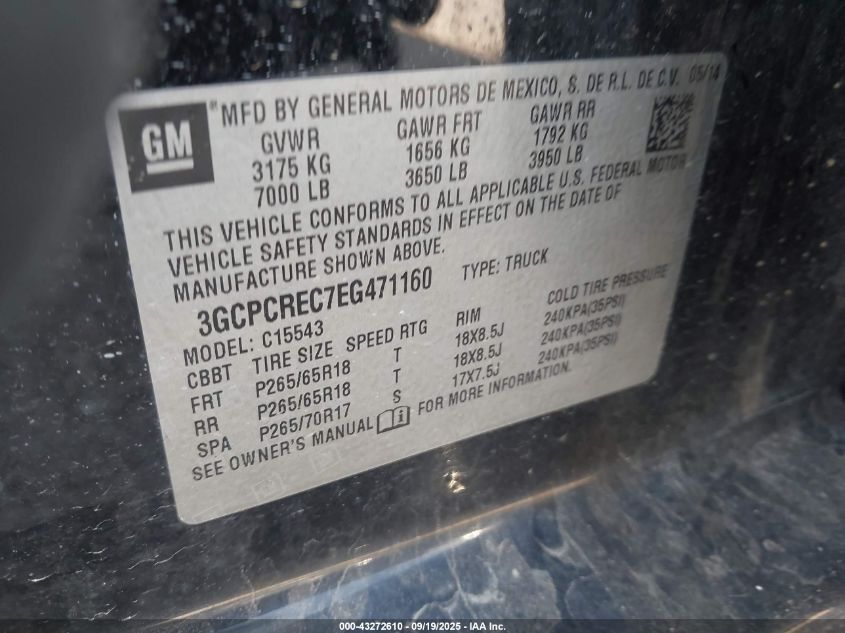 GM
® MFD BY GENERAL MOTORS DE MEXICO, S. DE R.L. DE C.V. 05/14
GVWR GAWR FRT GAWR RR
3175 KG 1656 KG 1792 KG
7000 LB 3650 LB 3950 LB
THIS VEHICLE CONFORMS TO ALL APPLICABLE U.S. FEDERAL MOTOR
VEHICLE SAFETY STANDARDS IN EFFECT ON THE DATE OF
MANUFACTURE SHOWN ABOVE.
3GCPCREC7EG471160 TYPE: TRUCK
MODEL: C15543
CBBT TIRE SIZE SPEED RTG RIM COLD TIRE PRESSURE
FRT P265/65R18 T 18X8.5J 240KPA(35PSI)
RR P265/65R18 T 18X8.5J 240KPA(35PSI)
SPA P265/70R17 S 17X7.5J 240KPA(35PSI)
SEE OWNER'S MANUAL FOR MORE INFORMATION.
000-43272610 - 09/19/2025 - IAA Inc.